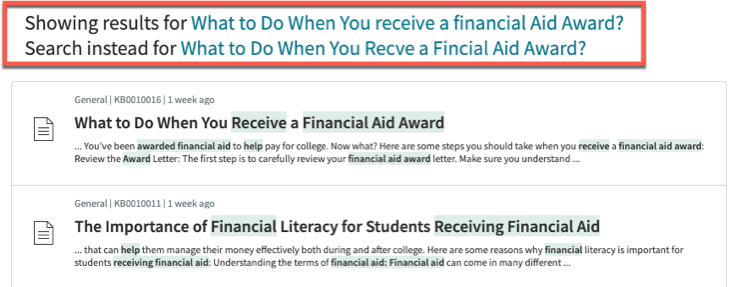 Showing results for What to Do When You receive a financial Aid Award?
Search instead for What to Do When You Recve a Fincial Aid Award?
General | KB0010016 | 1 week ago
What to Do When You Receive a Financial Aid Award
... You've been awarded financial aid to help pay for college. Now what? Here are some steps you should take when you receive a financial aid award:
Review the Award Letter: The first step is to carefully review your financial aid award letter. Make sure you understand ...
General | KB0010011 | 1 week ago
The Importance of Financial Literacy for Students Receiving Financial Aid
... that can help them manage their money effectively both during and after college. Here are some reasons why financial literacy is important for
students receiving financial aid: Understanding the terms of financial aid: Financial aid can come in many different ...